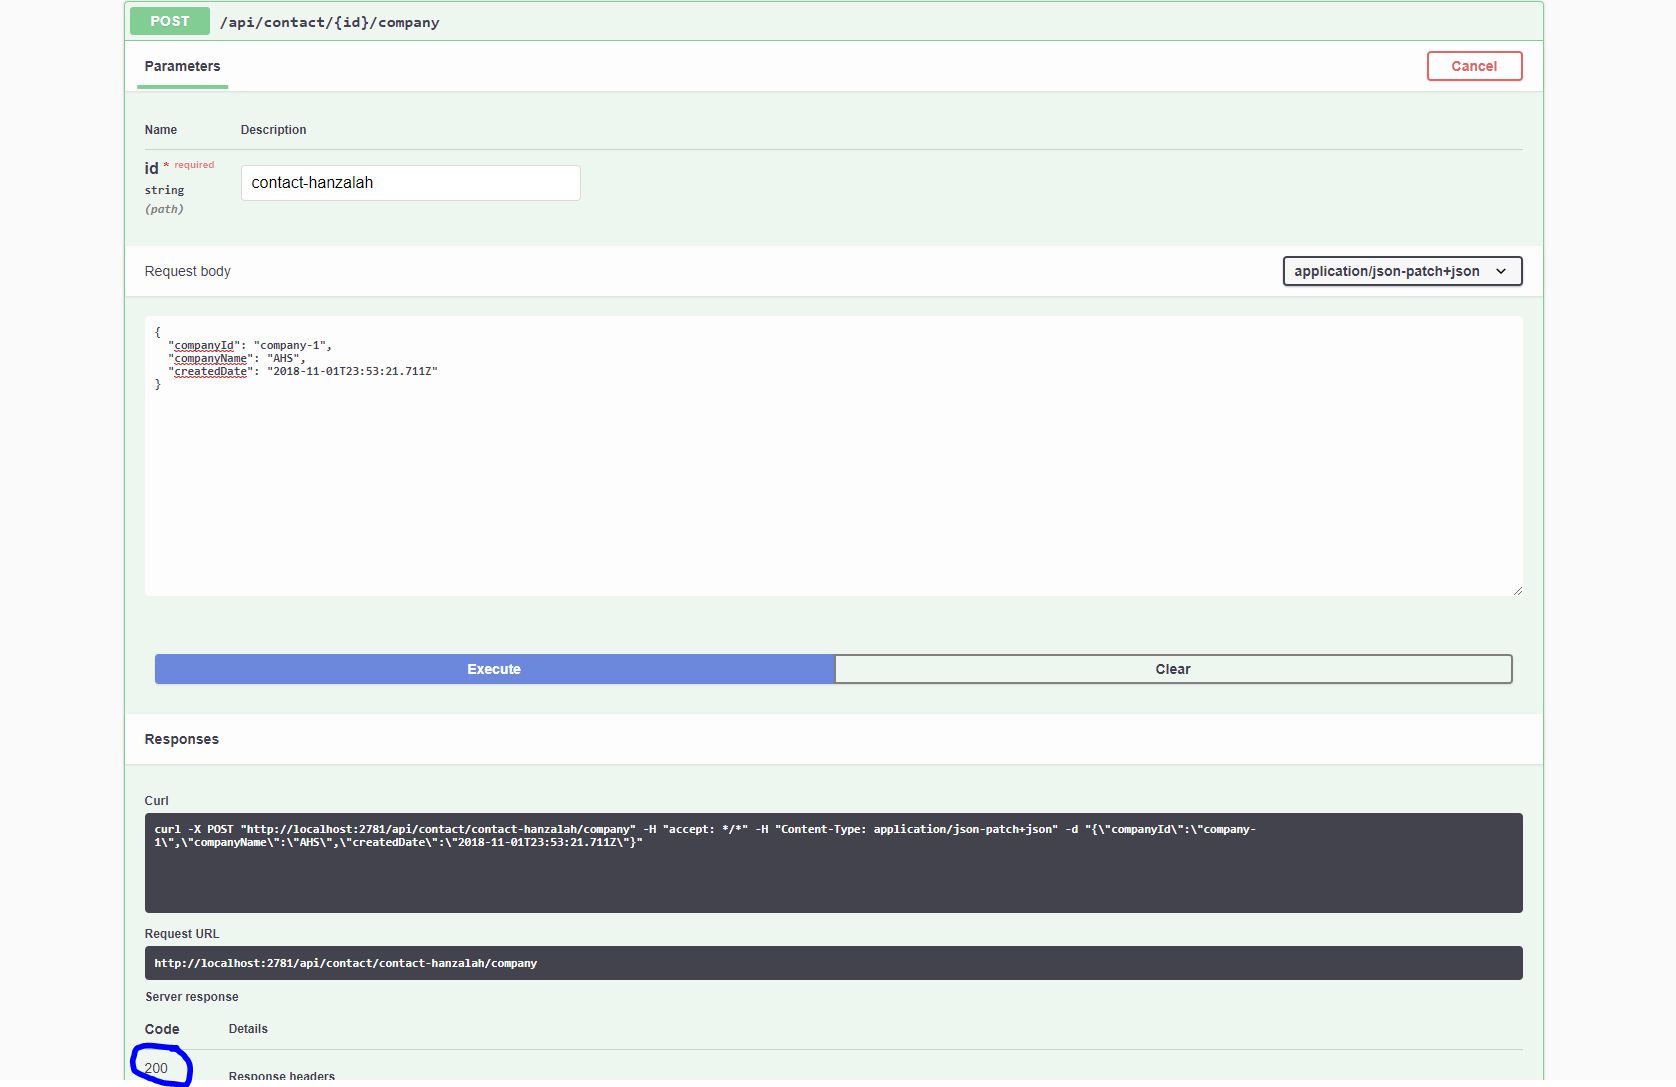 POST /api/contact/{id}/company
Parameters
Cancel
Name Description
id * required
string
(path)
contact-hanzalah
Request body
application/json-patch+json
{
"companyId": "company-1",
"companyName": "AHS",
"createdDate": "2018-11-01T23:53:21.711Z"
}
Execute
Clear
Responses
Curl
curl -X POST "http://localhost:2781/api/contact/contact-hanzalah/company" -H "accept: */*" -H "Content-Type: application/json-patch+json" -d "{\"companyId\":\"company-
1\",\"companyName\":\"AHS\",\"createdDate\":\"2018-11-01T23:53:21.711Z\"}"
Request URL
http://localhost:2781/api/contact/contact-hanzalah/company
Server response
Code Details
200
Response headers